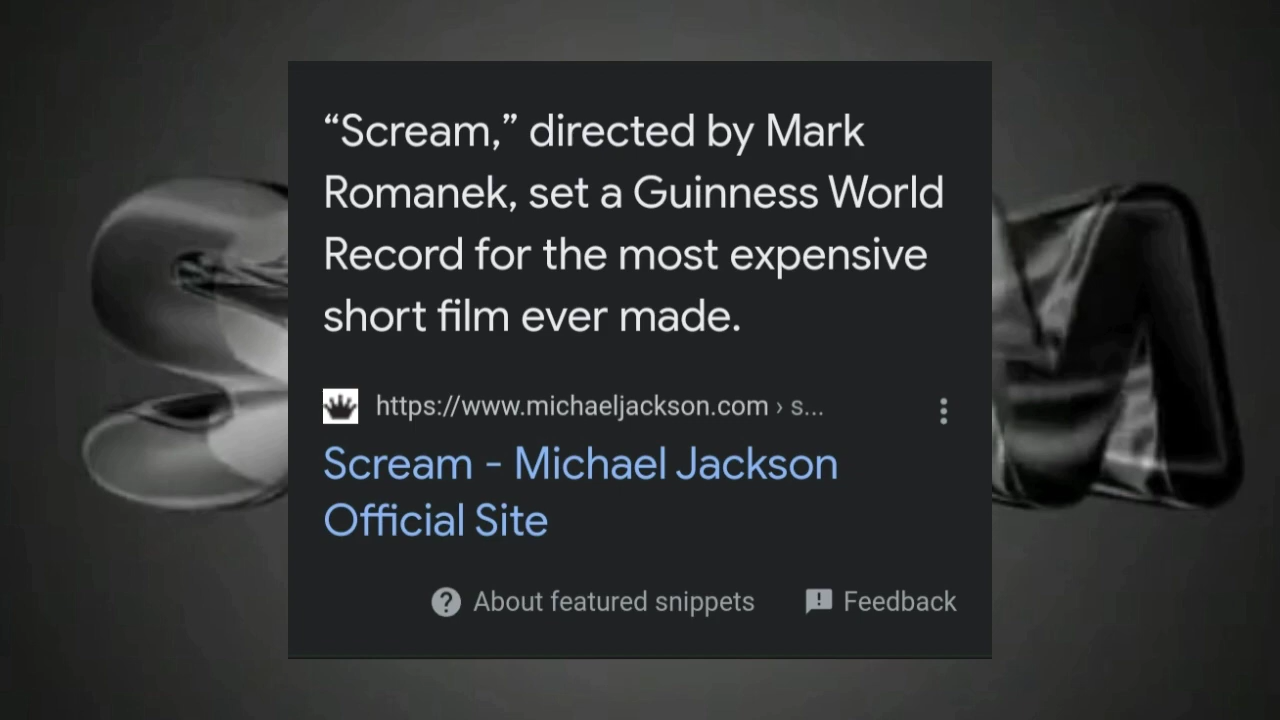 “Scream,” directed by Mark
Romanek, set a Guinness World
Record for the most expensive
short film ever made.
https://www.michaeljackson.com › s...
Scream - Michael Jackson
Official Site
About featured snippets
Feedback